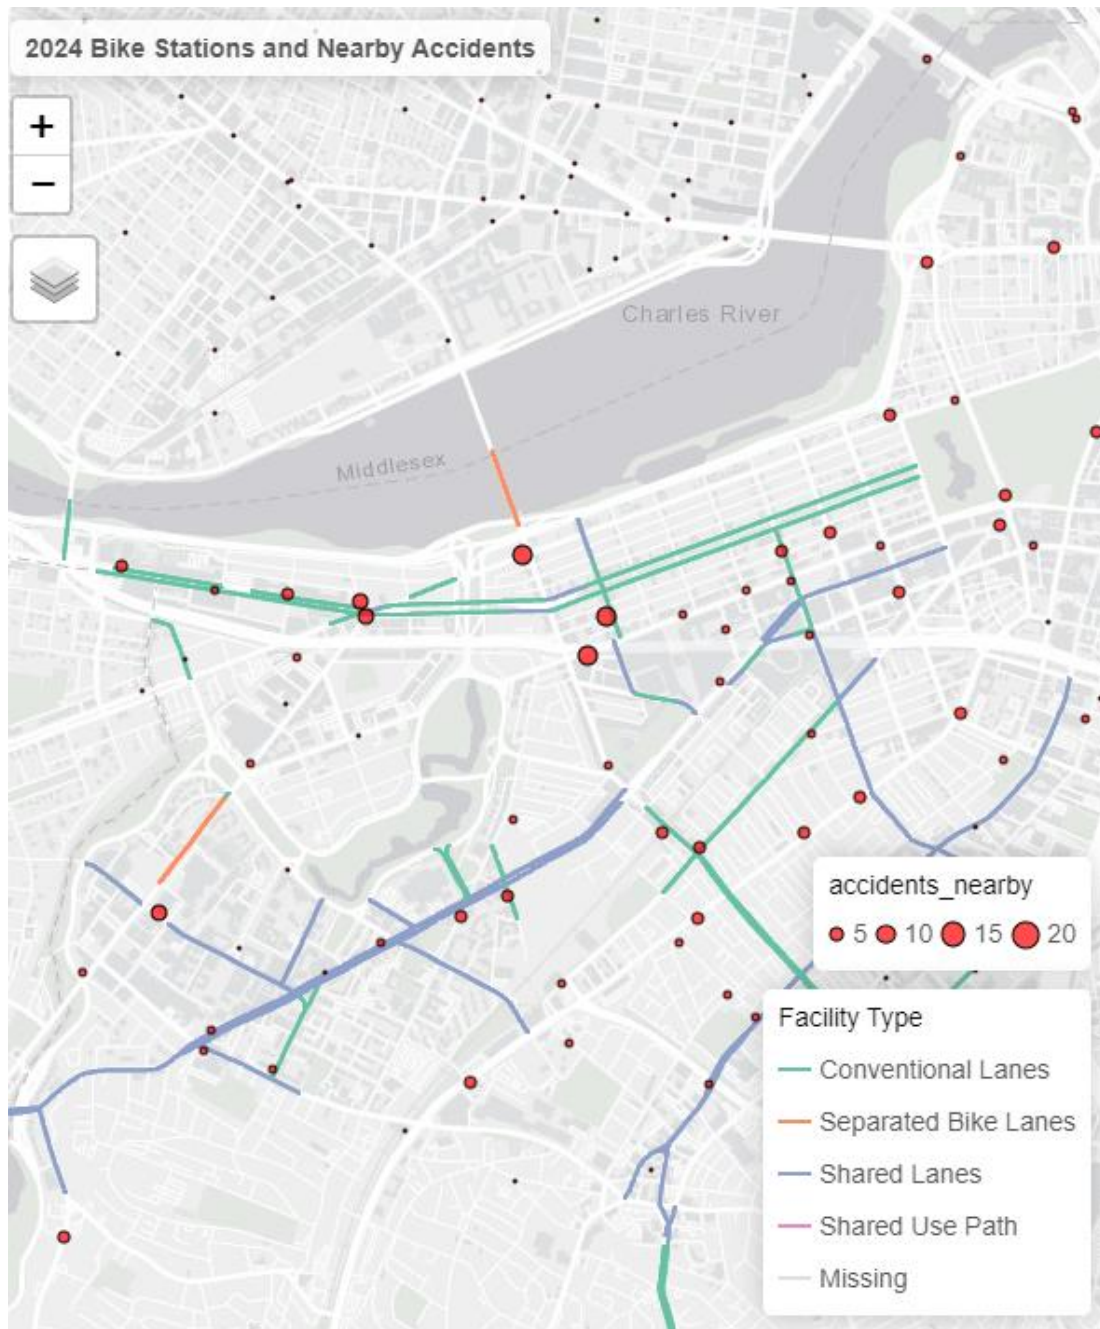 2024 Bike Stations and Nearby Accidents
+
−
Charles River
Middlesex
accidents_nearby
5 10 15 20
Facility Type
Conventional Lanes
Separated Bike Lanes
Shared Lanes
Shared Use Path
Missing